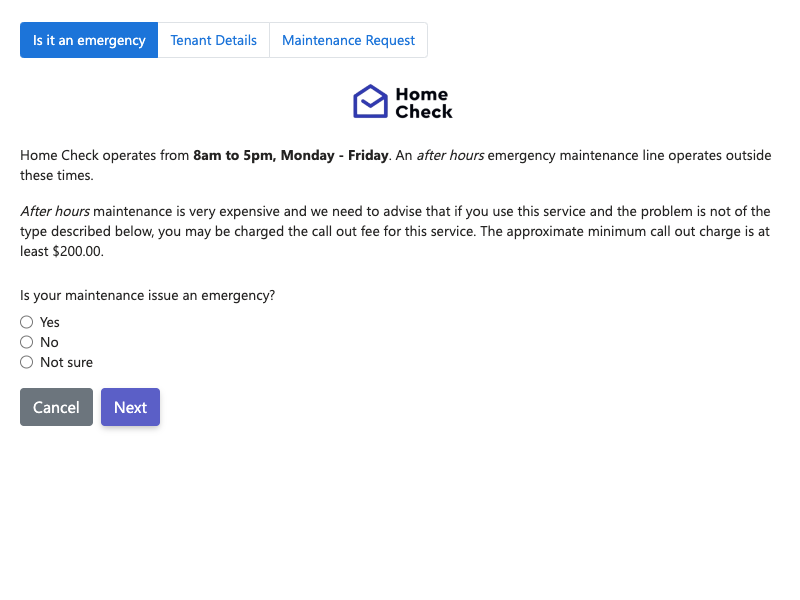 Is it an emergency
Tenant Details
Maintenance Request
Home
Check
Home Check operates from 8am to 5pm, Monday - Friday. An after hours emergency maintenance line operates outside
these times.
After hours maintenance is very expensive and we need to advise that if you use this service and the problem is not of the
type described below, you may be charged the call out fee for this service. The approximate minimum call out charge is at
least $200.00.
Is your maintenance issue an emergency?
Yes
No
Not sure
Cancel
Next